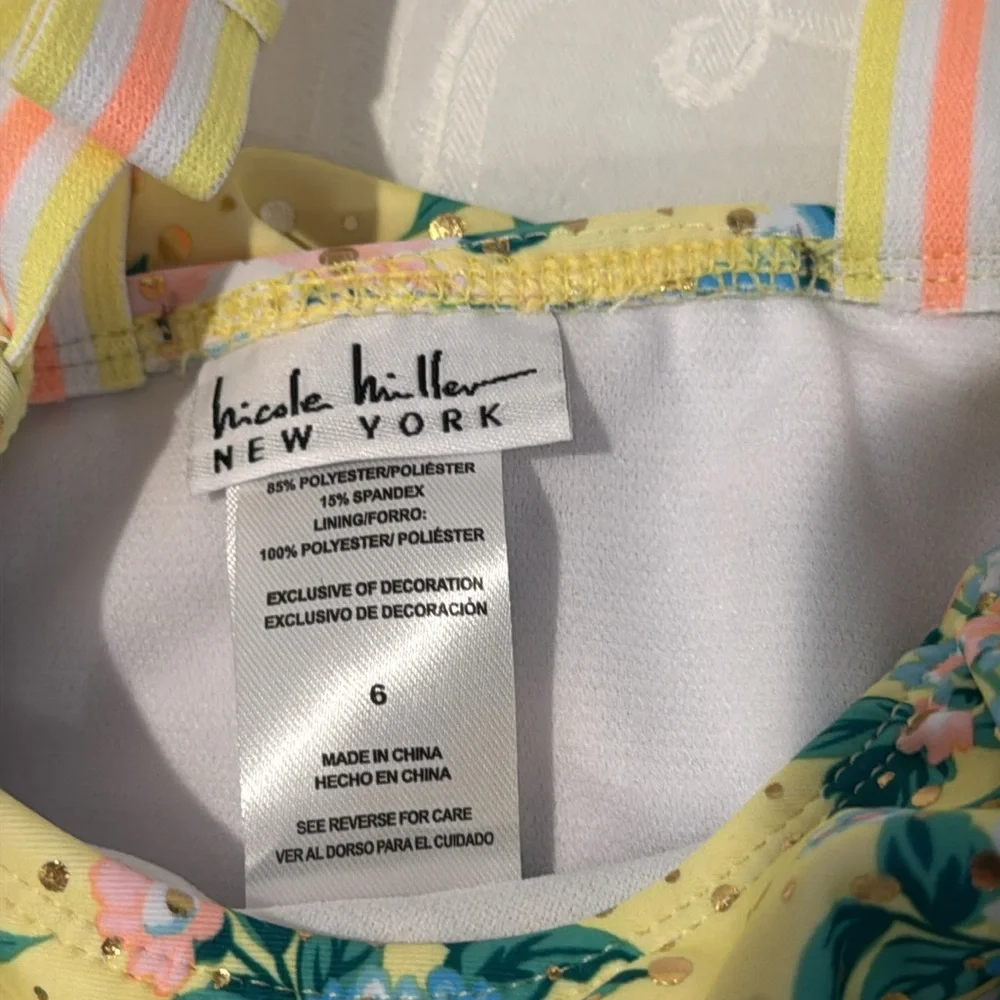 nicole miller
NEW YORK
85% POLYESTER/POLIÉSTER
15% SPANDEX
LINING/FORRO:
100% POLYESTER/ POLIÉSTER
EXCLUSIVE OF DECORATION
EXCLUSIVO DE DECORACIÓN
6
MADE IN CHINA
HECHO EN CHINA
SEE REVERSE FOR CARE
VER AL DORSO PARA EL CUIDADO